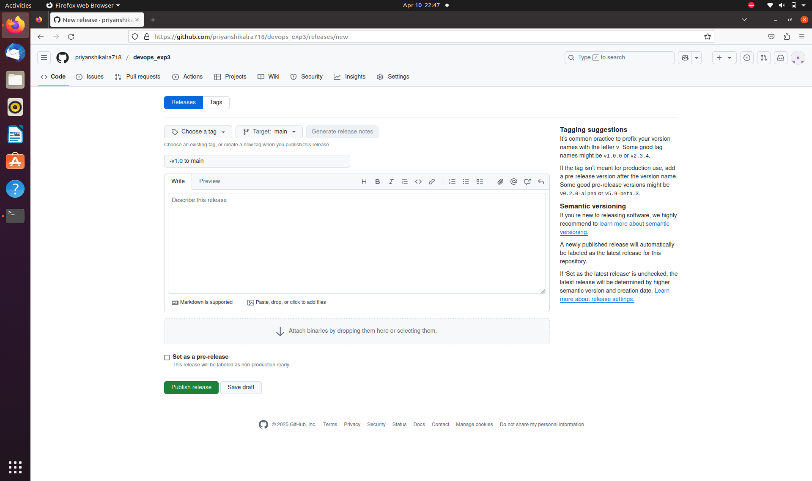 Activities
Firefox Web Browser
Apr 10 22:47
New release · priyanshikalra
https://github.com/priyanshikalra718/devops_exp3/releases/new
priyanshikalra718 / devops_exp3
Type / to search
Code Issues Pull requests Actions Projects Wiki Security Insights Settings
Releases Tags
Choose a tag Target: main Generate release notes
Choose an existing tag, or create a new tag when you publish this release
v1.0 to main
Write Preview
Describe this release
Markdown is supported
Paste, drop, or click to add files
Attach binaries by dropping them here or selecting them.
Set as a pre-release
This release will be labeled as non-production ready
Publish release Save draft
Tagging suggestions
It's common practice to prefix your version
names with the letter v. Some good tag
names might be v1.0.0 or v2.3.4.
If the tag isn't meant for production use, add
a pre-release version after the version name.
Some good pre-release versions might be
v0.2.0-alpha or v5.9-beta.3.
Semantic versioning
If you're new to releasing software, we highly
recommend to learn more about semantic
versioning.
A newly published release will automatically
be labeled as the latest release for this
repository.
If 'Set as the latest release' is unchecked, the
latest release will be determined by higher
semantic version and creation date. Learn
more about release settings.
© 2025 GitHub, Inc. Terms Privacy Security Status Docs Contact Manage cookies Do not share my personal information